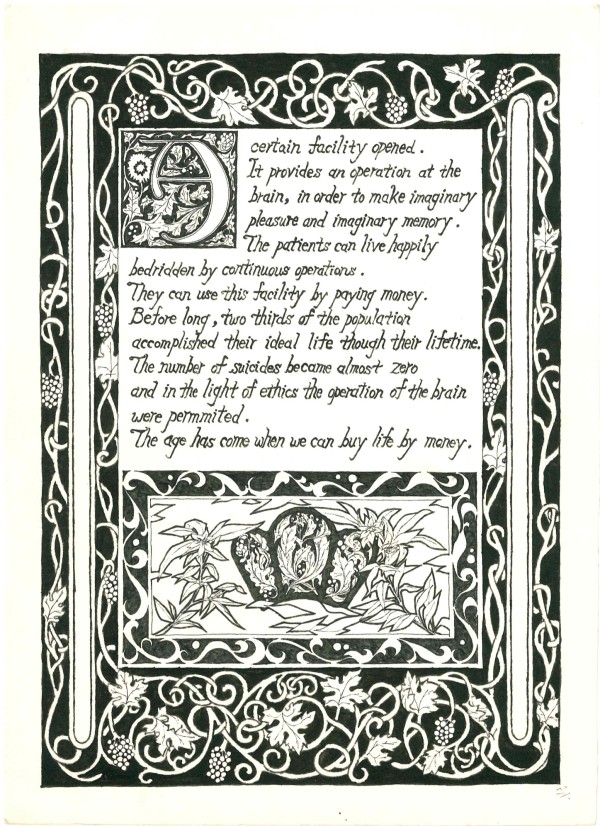 A certain facility opened.
It provides an operation at the
brain, in order to make imaginary
pleasure and imaginary memory.
The patients can live happily
bedridden by continuous operations.
They can use this facility by paying money.
Before long, two thirds of the population
accomplished their ideal life though their lifetime.
The number of suicides became almost zero
and in the light of ethics the operation of the brain
were permmited.
The age has come when we can buy life by money.